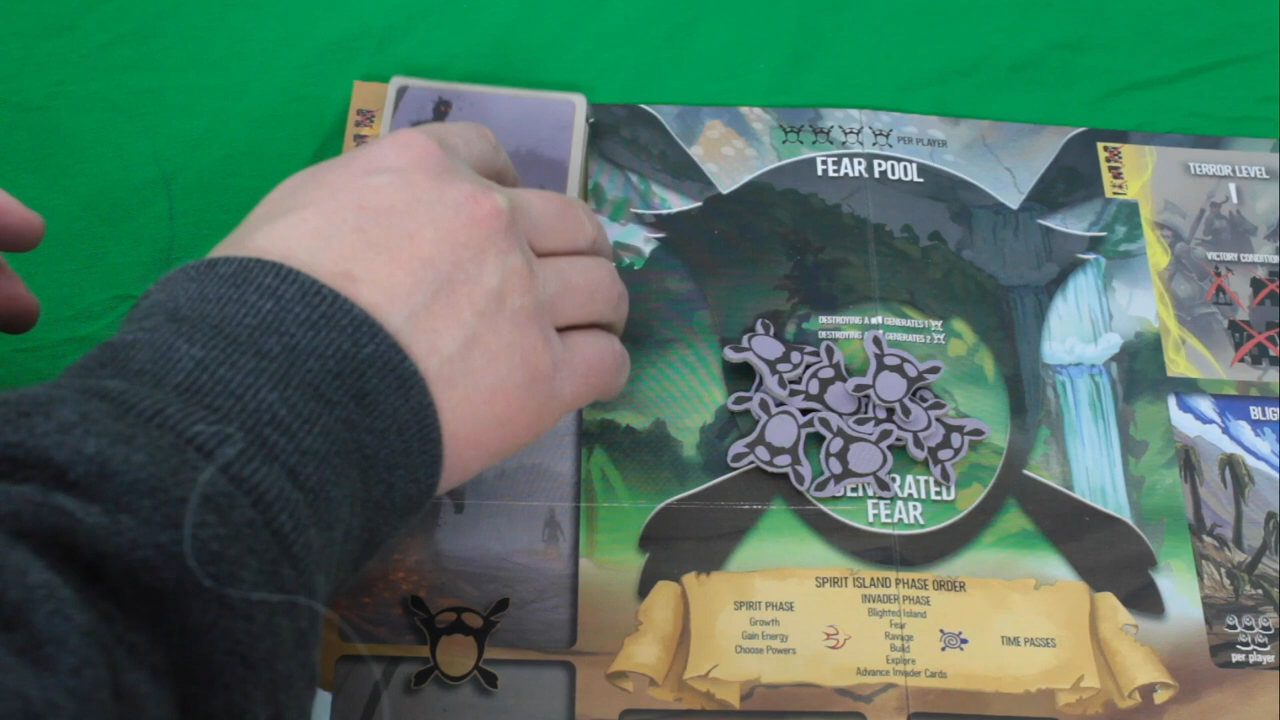 PER PLAYER
FEAR POOL
TERROR LEVEL
I
VICTORY CONDITION
DESTROYING A GENERATES 1
DESTROYING GENERATES 2
GENERATED
FEAR
BLIG
SPIRIT ISLAND PHASE ORDER
SPIRIT PHASE
Growth
Gain Energy
Choose Powers
INVADER PHASE
Blighted Island
Fear
Ravage
Build
Explore
Advance Invader Cards
TIME PASSES
per player